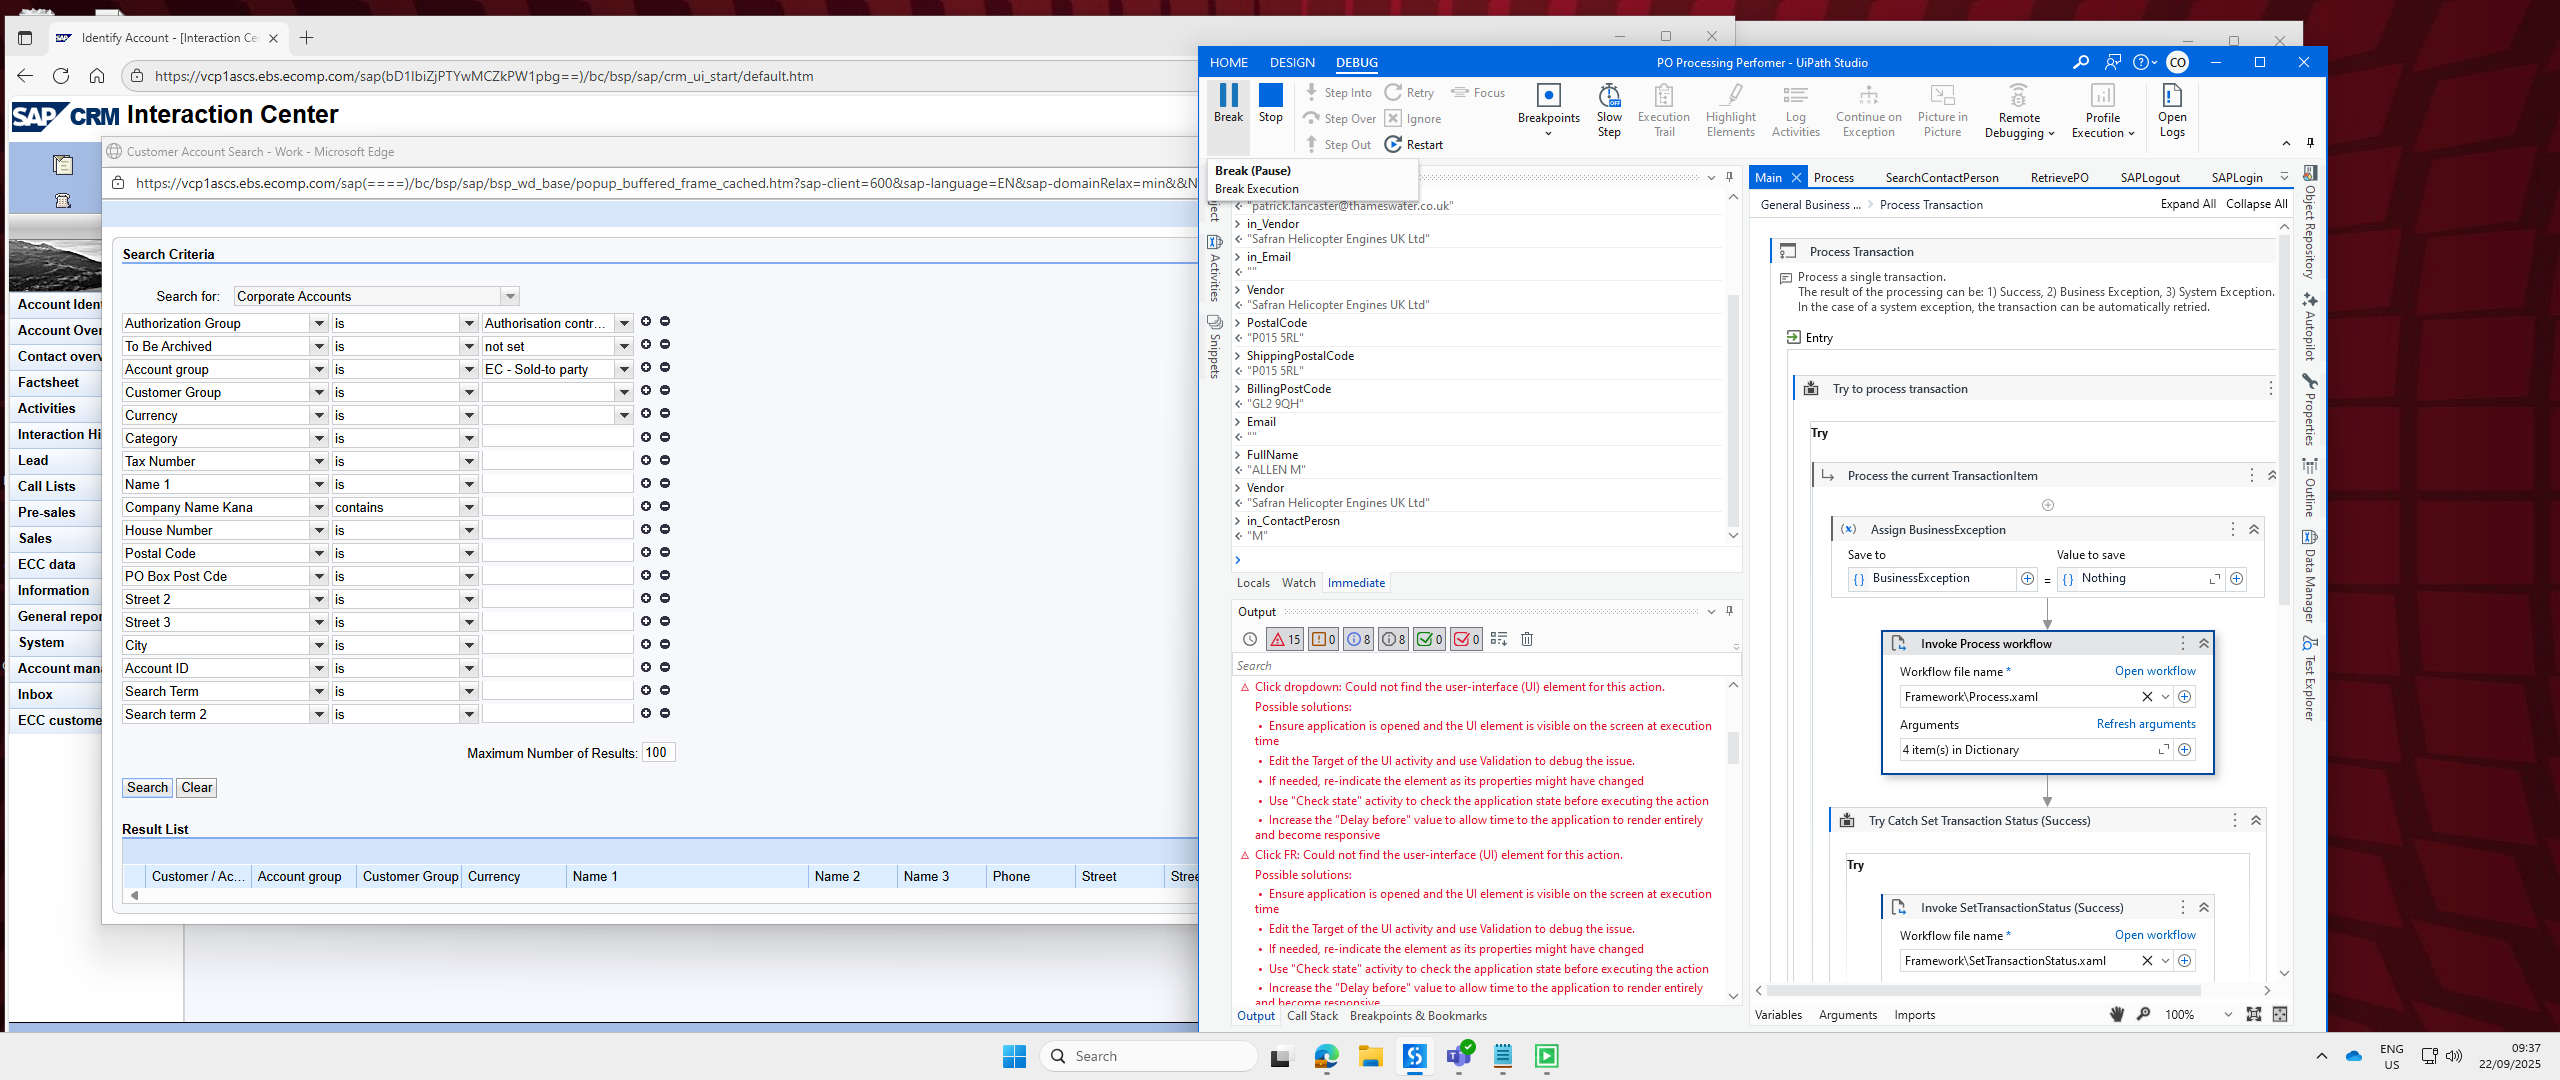 Identify Account - [Interaction Ce
https://vcp1ascs.ebs.ecomp.com/sap(bD1lbiZjPTYwMCZkPW1pbg==)/bc/bsp/sap/crm_ui_start/default.htm
SAP CRM Interaction Center
Account Iden
Account Over
Contact overv
Factsheet
Activities
Interaction Hi
Lead
Call Lists
Pre-sales
Sales
ECC data
Information
General repor
System
Account man
Inbox
ECC custome
Customer Account Search - Work - Microsoft Edge
https://vcp1ascs.ebs.ecomp.com/sap(====)/bc/bsp/sap/bsp_wd_base/popup_buffered_frame_cached.htm?sap-client=600&sap-language=EN&sap-domainRelax=min&&N
Search Criteria
Search for: Corporate Accounts
Authorization Group is Authorisation contr...
To Be Archived is not set
Account group is EC - Sold-to party
Customer Group is
Currency is
Category is
Tax Number is
Name 1 is
Company Name Kana contains
House Number is
Postal Code is
PO Box Post Cde is
Street 2 is
Street 3 is
City is
Account ID is
Search Term is
Search term 2 is
Maximum Number of Results: 100
Search Clear
Result List
Customer / Ac... Account group Customer Group Currency Name 1 Name 2 Name 3 Phone Street Stree
HOME DESIGN DEBUG PO Processing Perfomer - UiPath Studio CO
Break Stop
Step Into Retry Focus
Step Over Ignore
Step Out Restart
Breakpoints
Slow Step
Execution Trail
Highlight Elements
Log Activities
Continue on Exception
Picture in Picture
Remote Debugging
Profile Execution
Open Logs
Break (Pause)
Break Execution
ject
Activities
Snippets
"patrick.lancaster@thameswater.co.uk"
in_Vendor
"Safran Helicopter Engines UK Ltd"
in_Email
""
Vendor
"Safran Helicopter Engines UK Ltd"
PostalCode
"P015 5RL"
ShippingPostalCode
"P015 5RL"
BillingPostCode
"GL2 9QH"
Email
""
FullName
"ALLEN M"
Vendor
"Safran Helicopter Engines UK Ltd"
in_ContactPerosn
"M"
Locals Watch Immediate
Output
15 0 8 8 0 0
Search
Click dropdown: Could not find the user-interface (UI) element for this action.
Possible solutions:
• Ensure application is opened and the UI element is visible on the screen at execution
time
• Edit the Target of the UI activity and use Validation to debug the issue.
• If needed, re-indicate the element as its properties might have changed
• Use "Check state" activity to check the application state before executing the action
• Increase the "Delay before" value to allow time to the application to render entirely
and become responsive
Click FR: Could not find the user-interface (UI) element for this action.
Possible solutions:
• Ensure application is opened and the UI element is visible on the screen at execution
time
• Edit the Target of the UI activity and use Validation to debug the issue.
• If needed, re-indicate the element as its properties might have changed
• Use "Check state" activity to check the application state before executing the action
• Increase the "Delay before" value to allow time to the application to render entirely
and become responsive
Output Call Stack Breakpoints & Bookmarks
Main Process SearchContactPerson RetrievePO SAPLogout SAPLogin
General Business ... Process Transaction Expand All Collapse All
Process Transaction
Process a single transaction.
The result of the processing can be: 1) Success, 2) Business Exception, 3) System Exception.
In the case of a system exception, the transaction can be automatically retried.
Entry
Try to process transaction
Try
Process the current TransactionItem
(x) Assign BusinessException
Save to Value to save
{ } BusinessException = { } Nothing
Invoke Process workflow
Workflow file name * Open workflow
Framework\Process.xaml
Arguments Refresh arguments
4 item(s) in Dictionary
Try Catch Set Transaction Status (Success)
Try
Invoke SetTransactionStatus (Success)
Workflow file name * Open workflow
Framework\SetTransactionStatus.xaml
Variables Arguments Imports 100%
Object Repository
Autopilot
Properties
Outline
Data Manager
Test Explorer
Search
ENG
US
09:37
22/09/2025